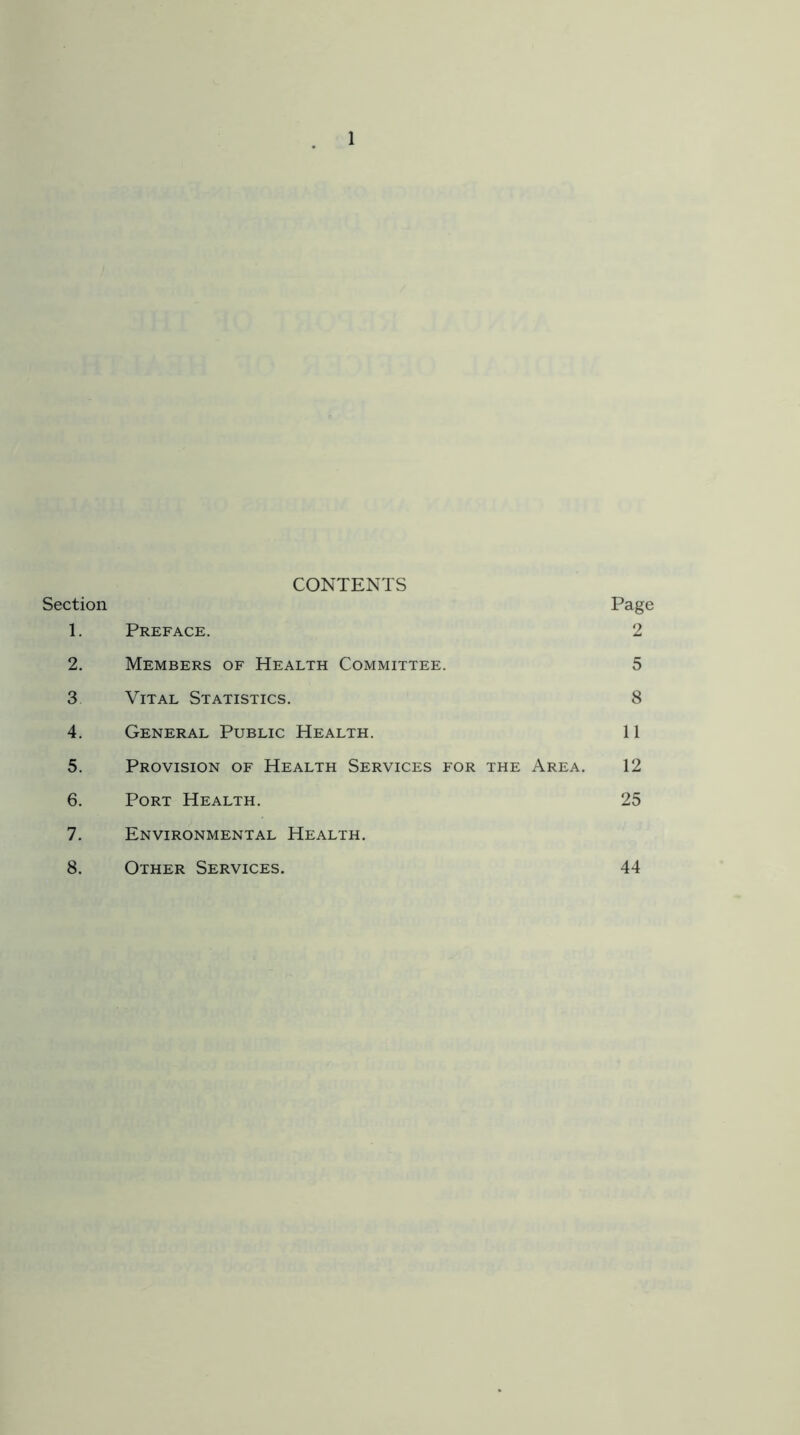 1
CONTENTS
Section Page
1. PREFACE. 2
2. MEMBERS OF HEALTH COMMITTEE. 5
3 VITAL STATISTICS. 8
4. GENERAL PUBLIC HEALTH. 11
5. PROVISION OF HEALTH SERVICES FOR THE AREA. 12
6. PORT HEALTH. 25
7. ENVIRONMENTAL HEALTH.
8. OTHER SERVICES. 44